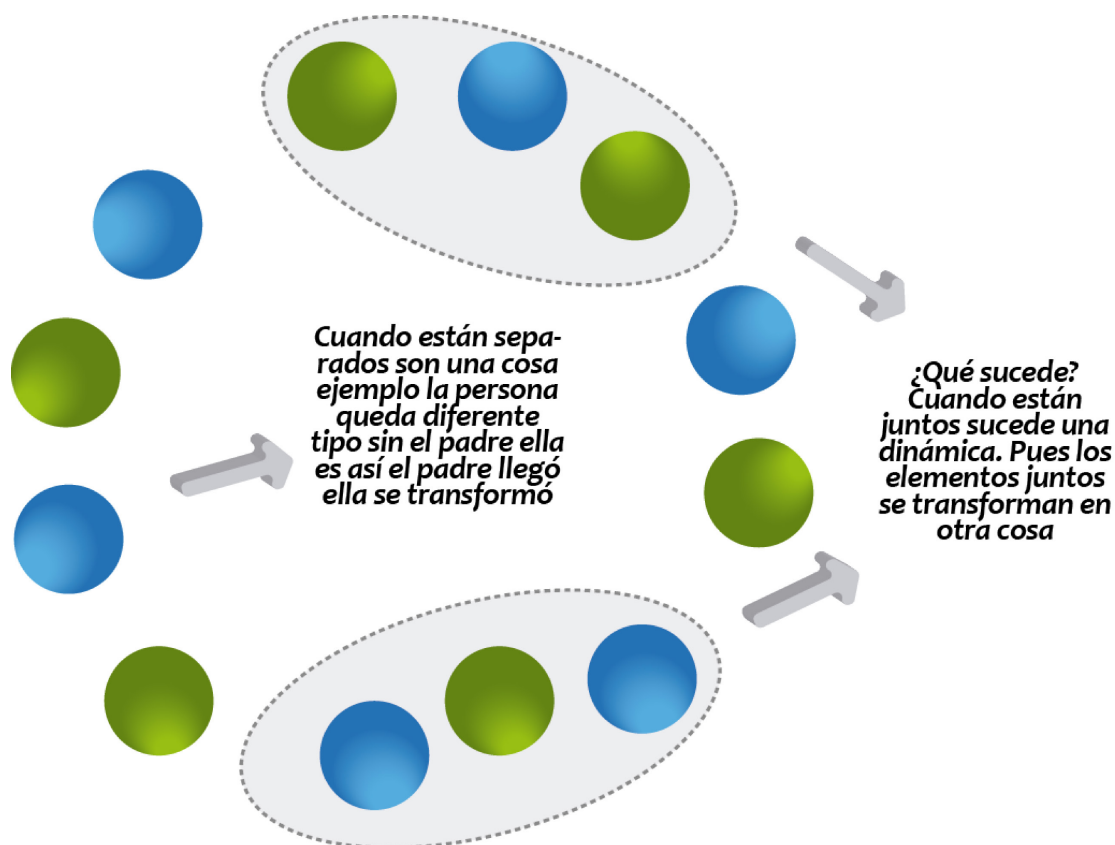 Cuando están sepa-
rados son una cosa
ejemplo la persona
queda diferente
tipo sin el padre ella
es así el padre llegó
ella se transformó
¿Qué sucede?
Cuando están
juntos sucede una
dinámica. Pues los
elementos juntos
se transforman en
otra cosa